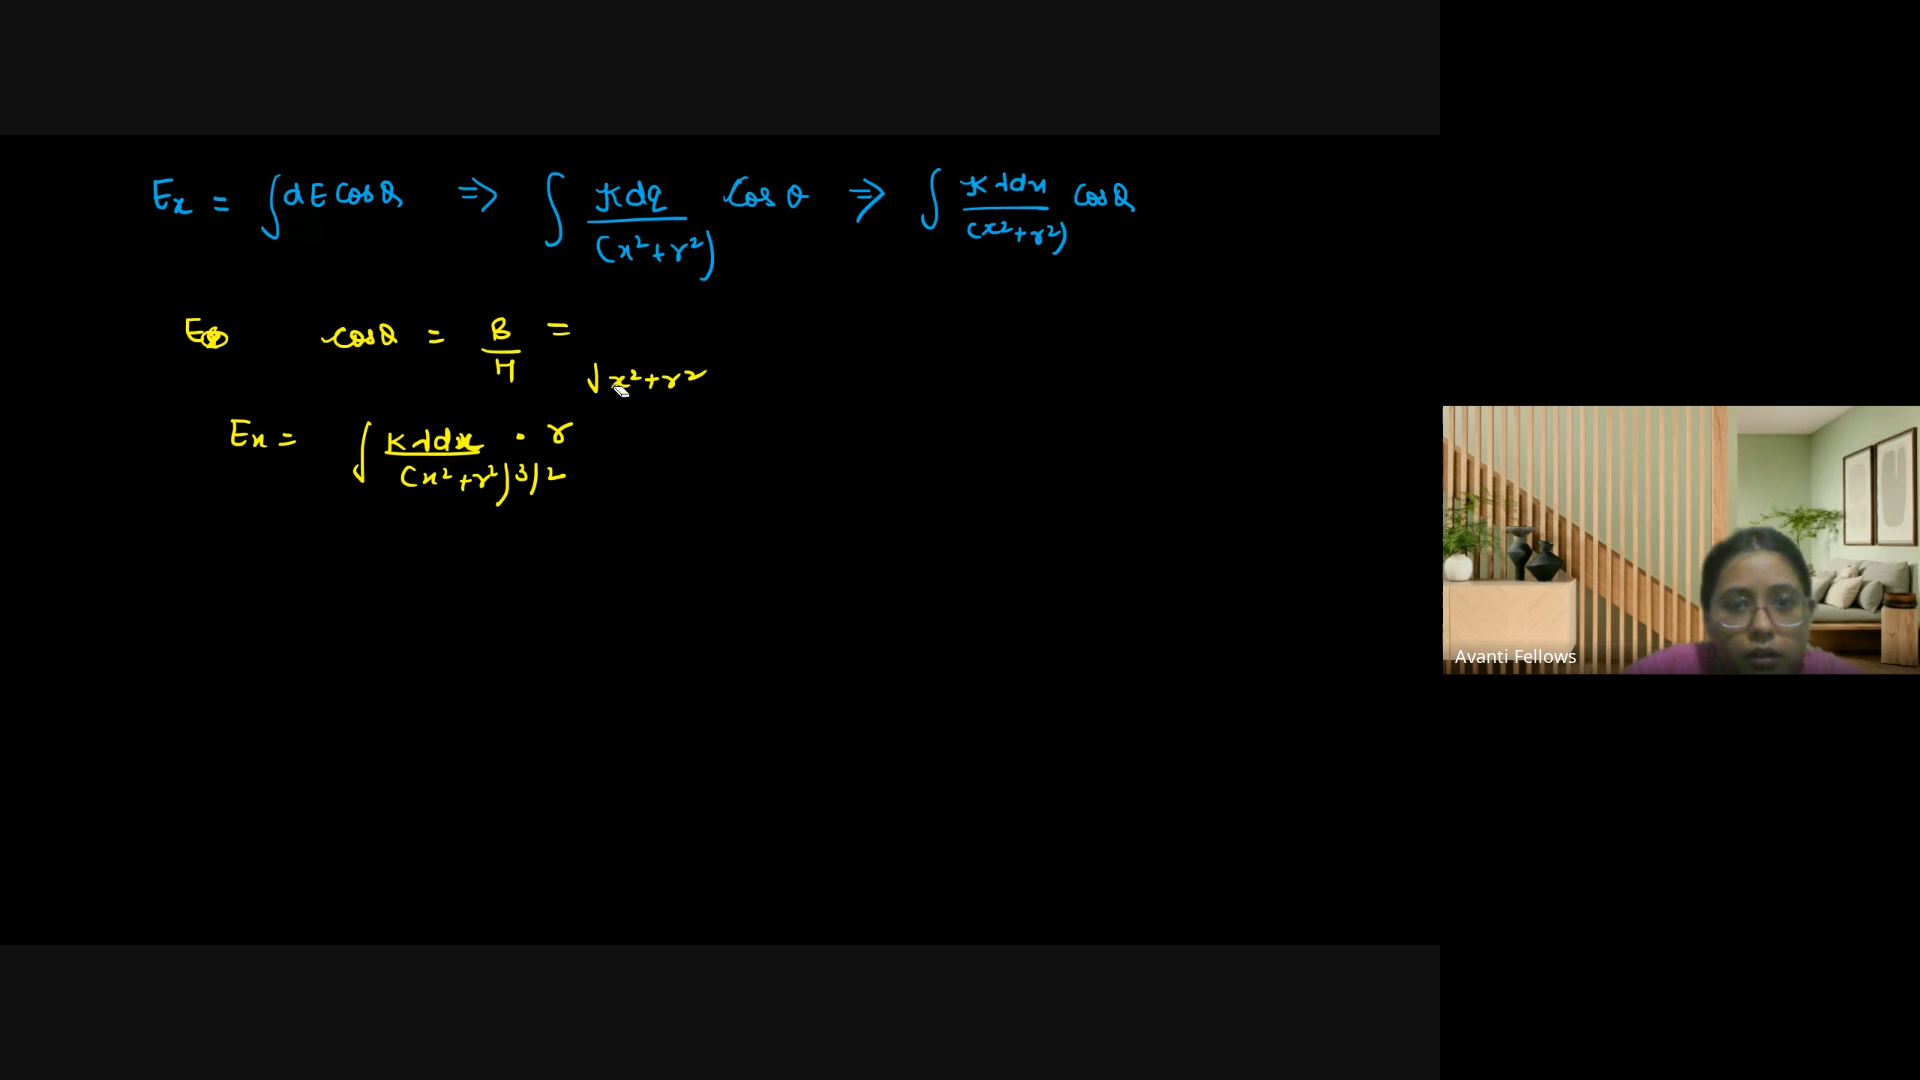 Ex = ∫dE cosθ => ∫ Kdq/(x²+r²) cosθ => ∫ Kλdx/(x²+r²) cosθ
cosθ = B/H = √x²+r²
Ex = ∫ Kλdx/(x²+r²)3/2 · r
Avanti Fellows